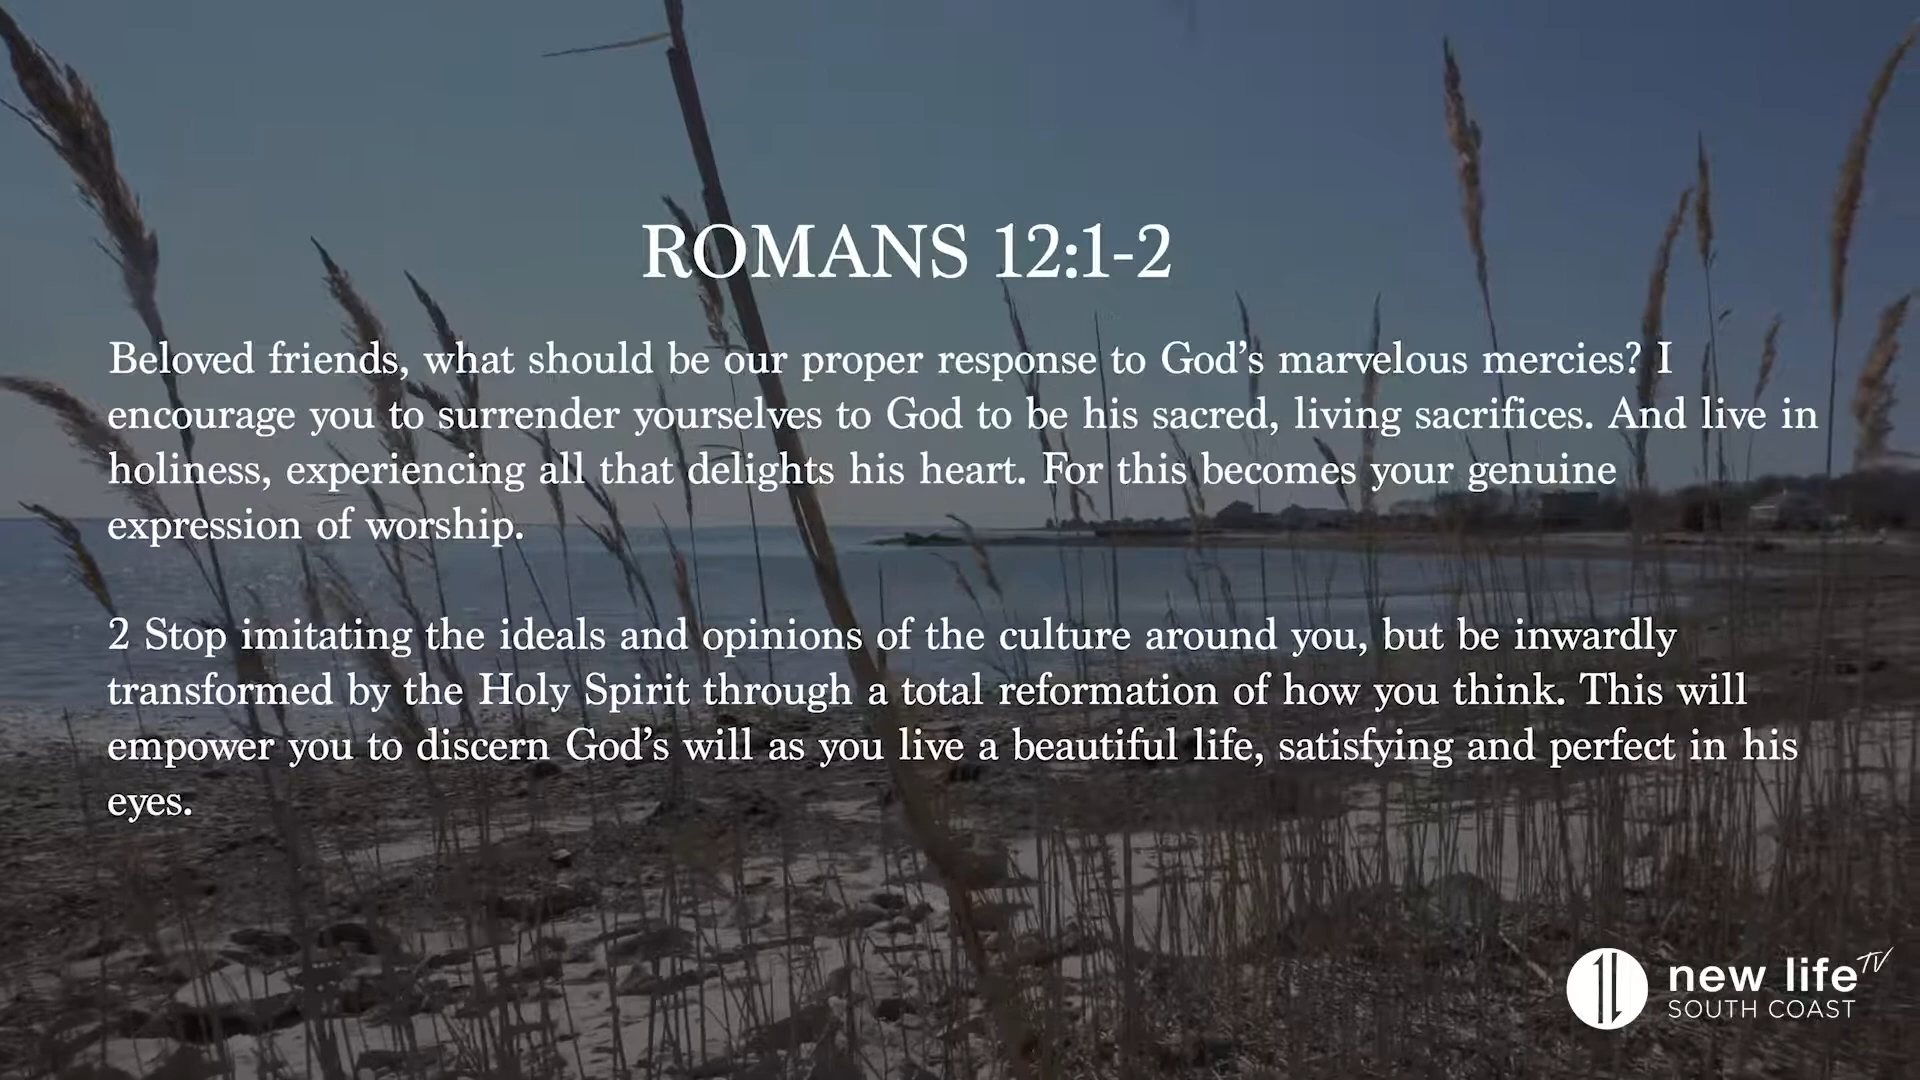 ROMANS 12:1-2
Beloved friends, what should be our proper response to God’s marvelous mercies? I
encourage you to surrender yourselves to God to be his sacred, living sacrifices. And live in
holiness, experiencing all that delights his heart. For this becomes your genuine
expression of worship.
2 Stop imitating the ideals and opinions of the culture around you, but be inwardly
transformed by the Holy Spirit through a total reformation of how you think. This will
empower you to discern God’s will as you live a beautiful life, satisfying and perfect in his
eyes.
new life TV
SOUTH COAST